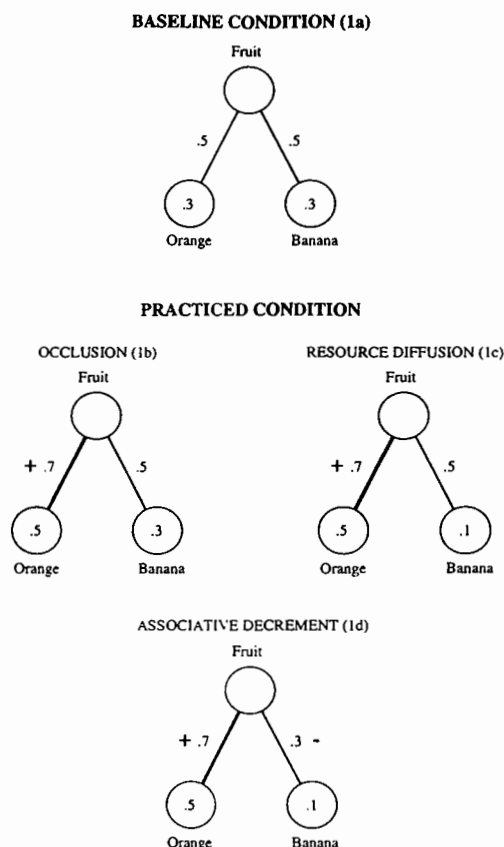 BASELINE CONDITION (1a)
Fruit
.5 .5
.3 .3
Orange Banana
PRACTICED CONDITION
OCCLUSION (1b) RESOURCE DIFFUSION (1c)
Fruit Fruit
+ .7 .5 + .7 .5
.5 .3 .5 .1
Orange Banana Orange Banana
ASSOCIATIVE DECREMENT (1d)
Fruit
+ .7 .3 -
.5 .1
Orange Banana